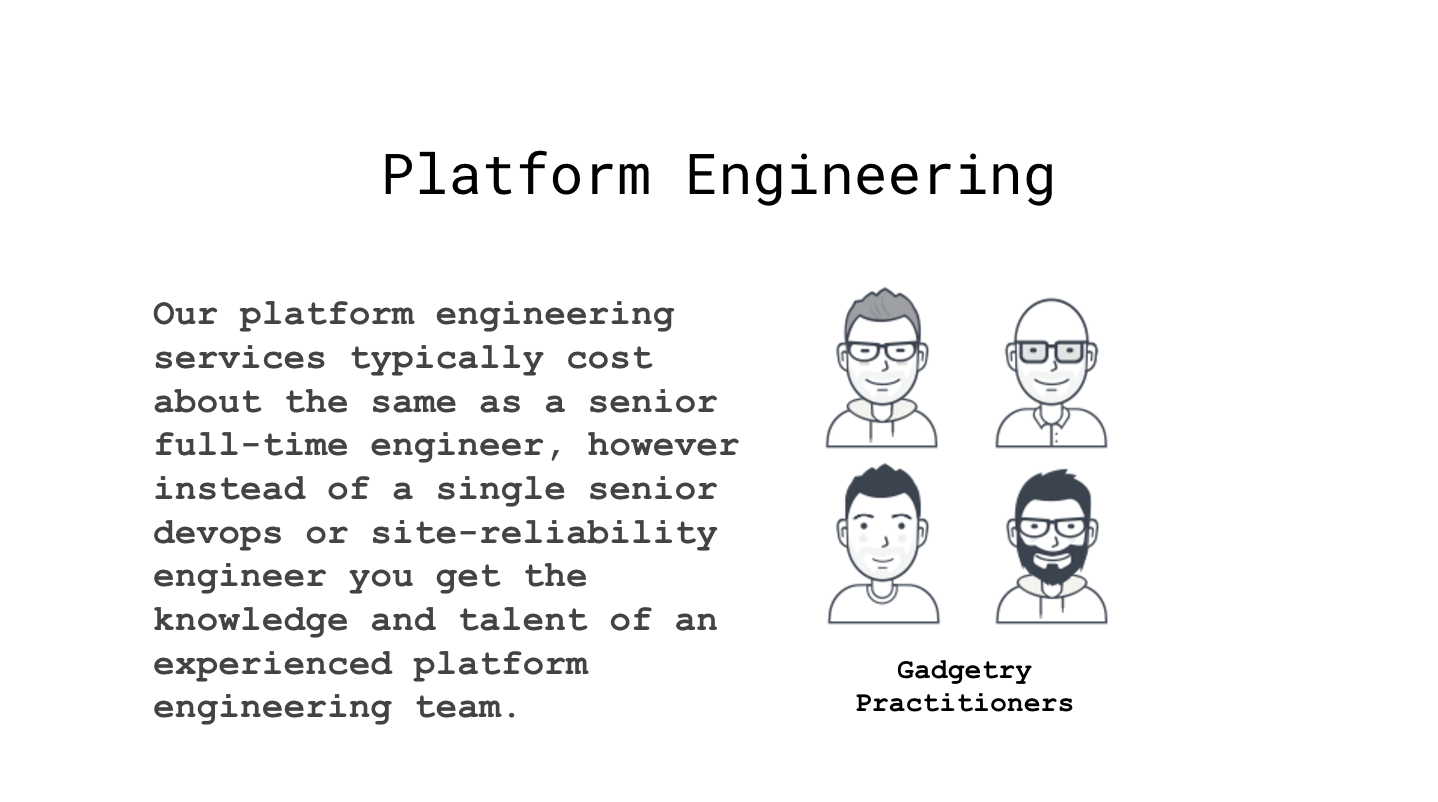 Platform Engineering
Our platform engineering
services typically cost
about the same as a senior
full-time engineer, however
instead of a single senior
devops or site-reliability
engineer you get the
knowledge and talent of an
experienced platform
engineering team.
Gadgetry
Practitioners